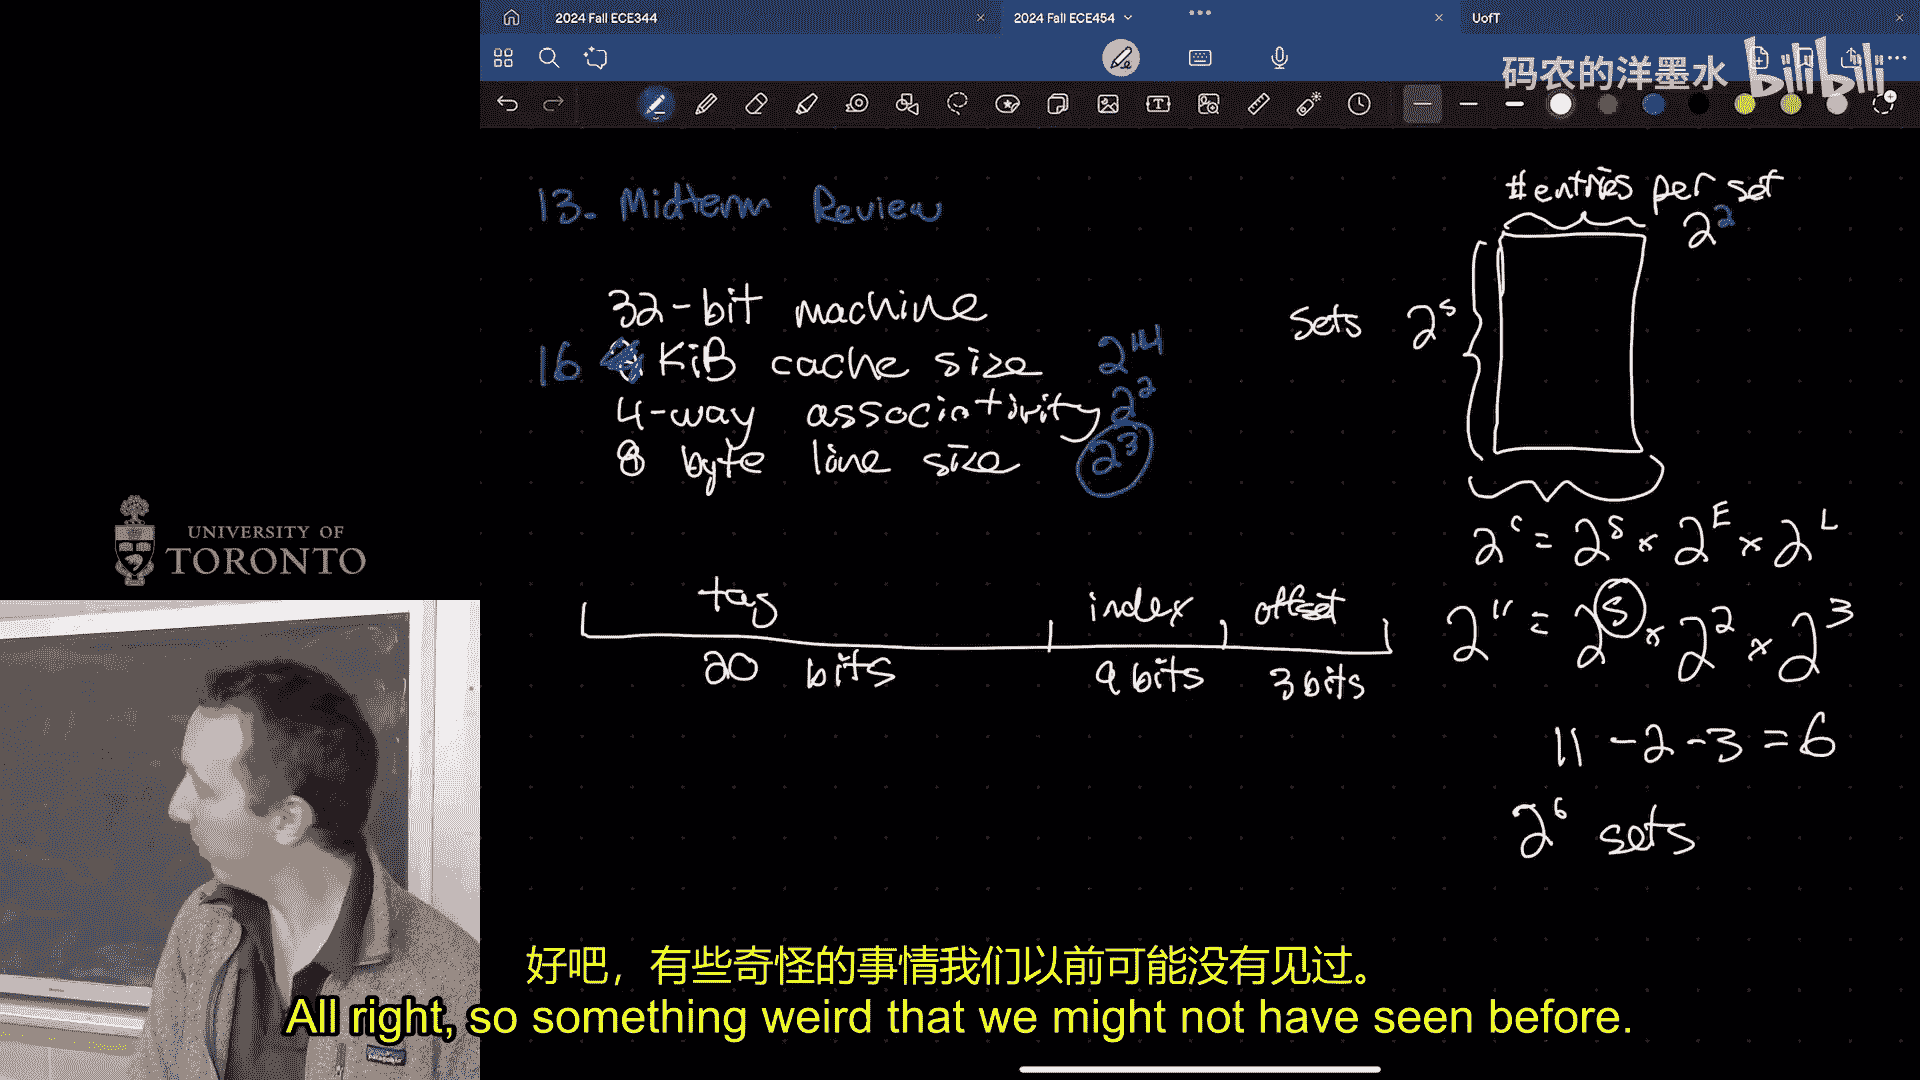 2024 Fall ECE344
2024 Fall ECE454
UofT
码农的洋墨水 bilibili
13. Midterm Review
32-bit machine
16 KiB cache size 2^14
4-way associativity 2^2
8 byte line size 2^3
#entries per set
2^2
Sets 2^s
2^c = 2^s × 2^E × 2^L
2^11 = 2^s × 2^2 × 2^3
11 - 2 - 3 = 6
2^6 sets
tag index offset
20 bits 9 bits 3 bits
UNIVERSITY OF
TORONTO
好吧，有些奇怪的事情我们以前可能没有见过。
All right, so something weird that we might not have seen before.